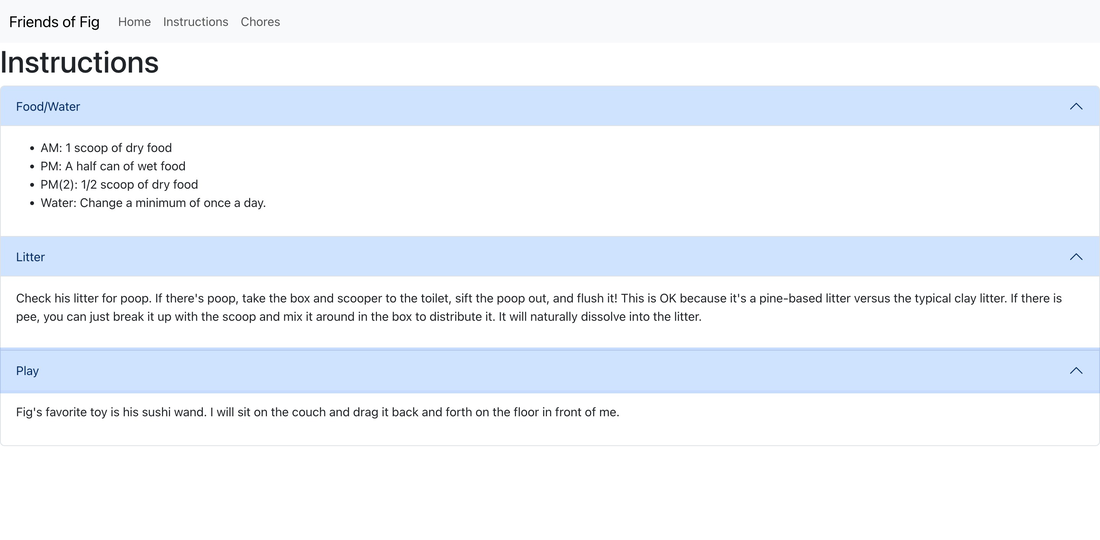 Friends of Fig Home Instructions Chores
Instructions
Food/Water
• AM: 1 scoop of dry food
• PM: A half can of wet food
• PM(2): 1/2 scoop of dry food
• Water: Change a minimum of once a day.
Litter
Check his litter for poop. If there's poop, take the box and scooper to the toilet, sift the poop out, and flush it! This is OK because it's a pine-based litter versus the typical clay litter. If there is
pee, you can just break it up with the scoop and mix it around in the box to distribute it. It will naturally dissolve into the litter.
Play
Fig's favorite toy is his sushi wand. I will sit on the couch and drag it back and forth on the floor in front of me.